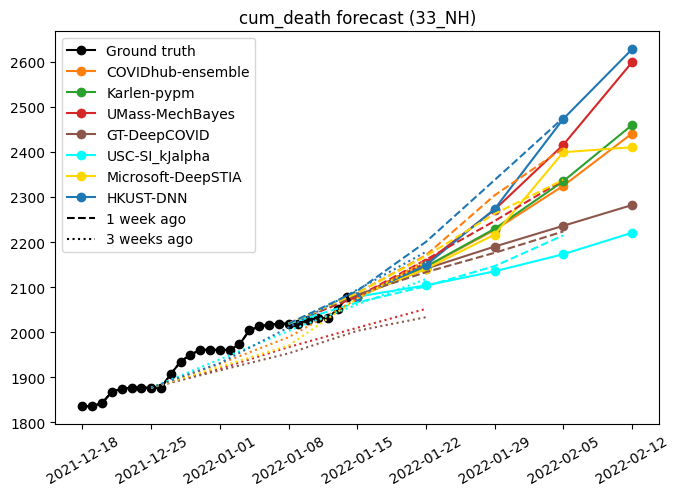 cum_death forecast (33_NH)
Ground truth
COVIDhub-ensemble
Karlen-pypm
UMass-MechBayes
GT-DeepCOVID
USC-SI_kJalpha
Microsoft-DeepSTIA
HKUST-DNN
1 week ago
3 weeks ago
2600
2500
2400
2300
2200
2100
2000
1900
1800
2021-12-18
2021-12-25
2022-01-01
2022-01-08
2022-01-15
2022-01-22
2022-01-29
2022-02-05
2022-02-12